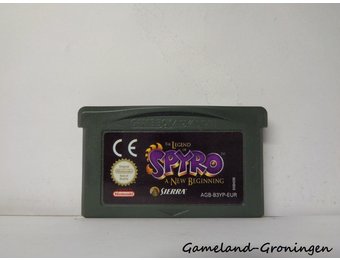 GAME BOY ADVANCE
CE
THE LEGEND OF
SPYRO
A NEW BEGINNING
Nintendo
SIERRA
AGB-B3YP-EUR
Gameland-Groningen